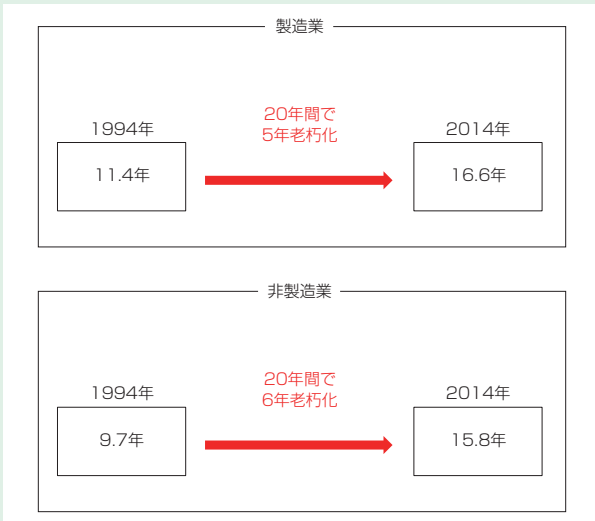 製造業
20年間で
5年老朽化
1994年
2014年
11.4年
16.6年
非製造業
20年間で
6年老朽化
1994年
2014年
9.7年
15.8年